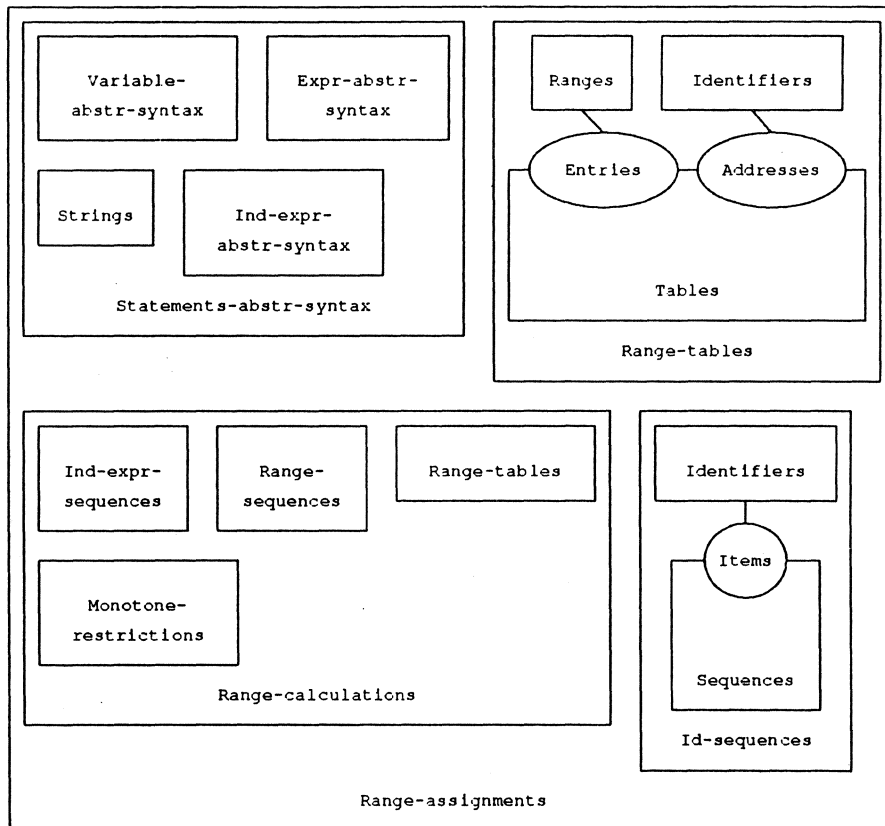 Variable-
abstr-syntax
Expr-abstr-
syntax
Strings
Ind-expr-
abstr-syntax
Statements-abstr-syntax
Ranges
Identifiers
Entries
Addresses
Tables
Range-tables
Ind-expr-
sequences
Range-
sequences
Range-tables
Monotone-
restrictions
Range-calculations
Identifiers
Items
Sequences
Id-sequences
Range-assignments